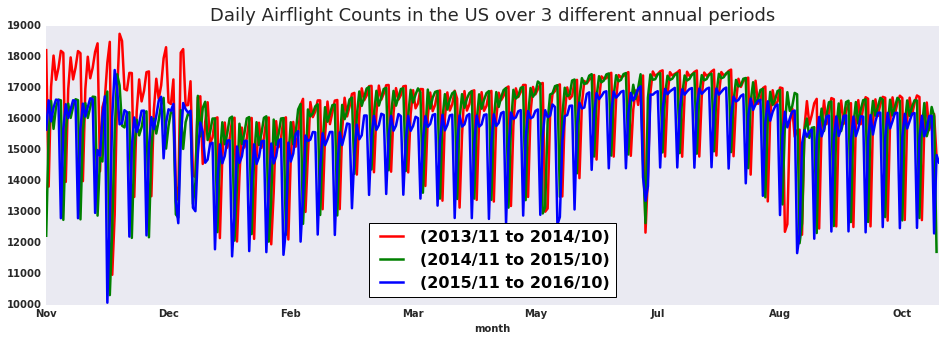 Daily Airflight Counts in the US over 3 different annual periods
19000
18000
17000
16000
15000
14000
13000
12000
11000
10000
(2013/11 to 2014/10)
(2014/11 to 2015/10)
(2015/11 to 2016/10)
Nov Dec Feb Mar May Jul Aug Oct
month